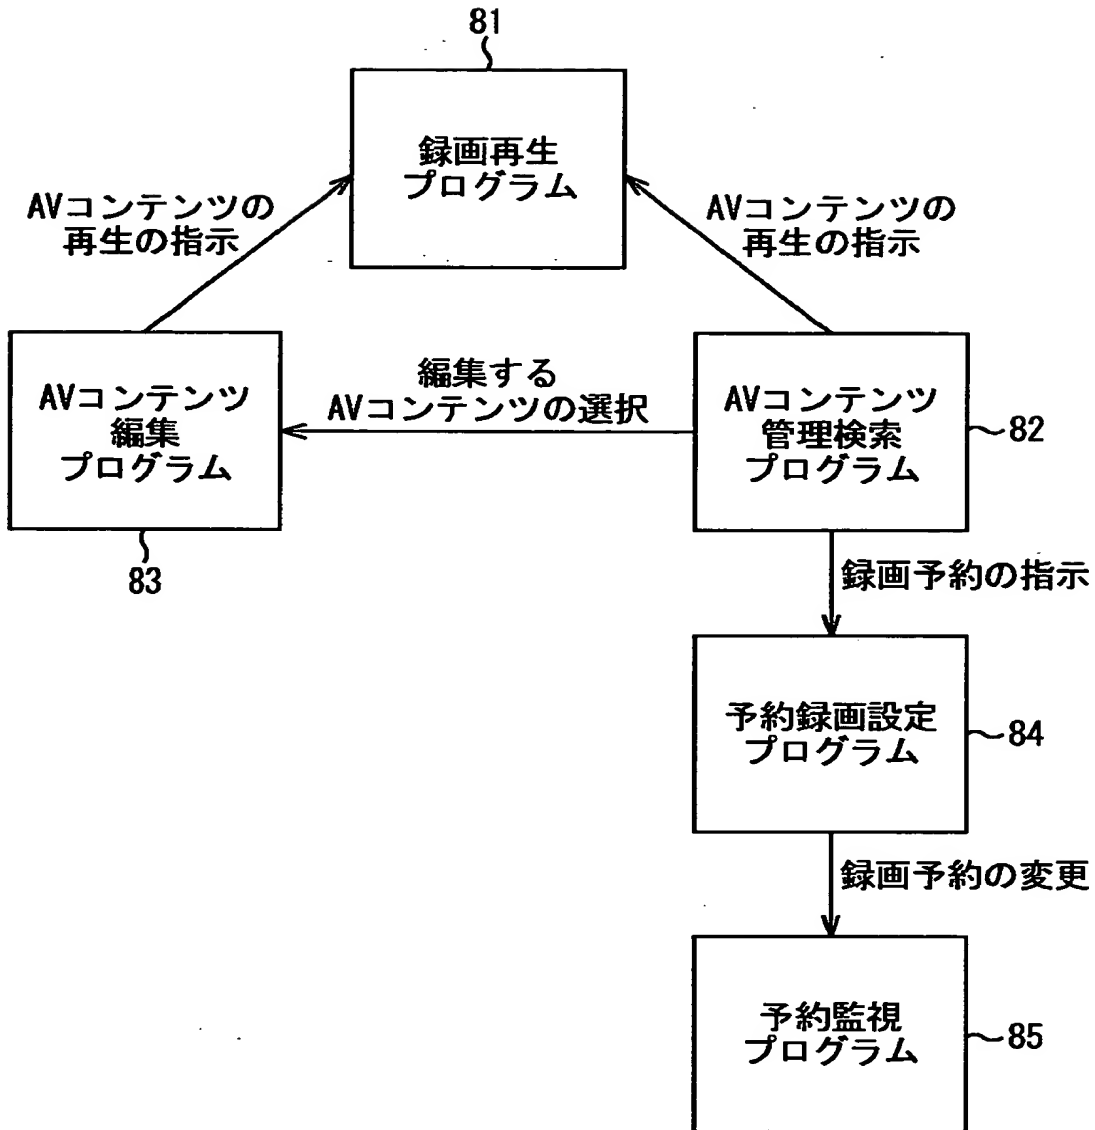 81
録画再生
プログラム
AVコンテンツの
再生の指示
AVコンテンツの
再生の指示
AVコンテンツ
編集
プログラム
83
編集する
AVコンテンツの選択
AVコンテンツ
管理検索
プログラム
82
録画予約の指示
予約録画設定
プログラム
84
録画予約の変更
予約監視
プログラム
85